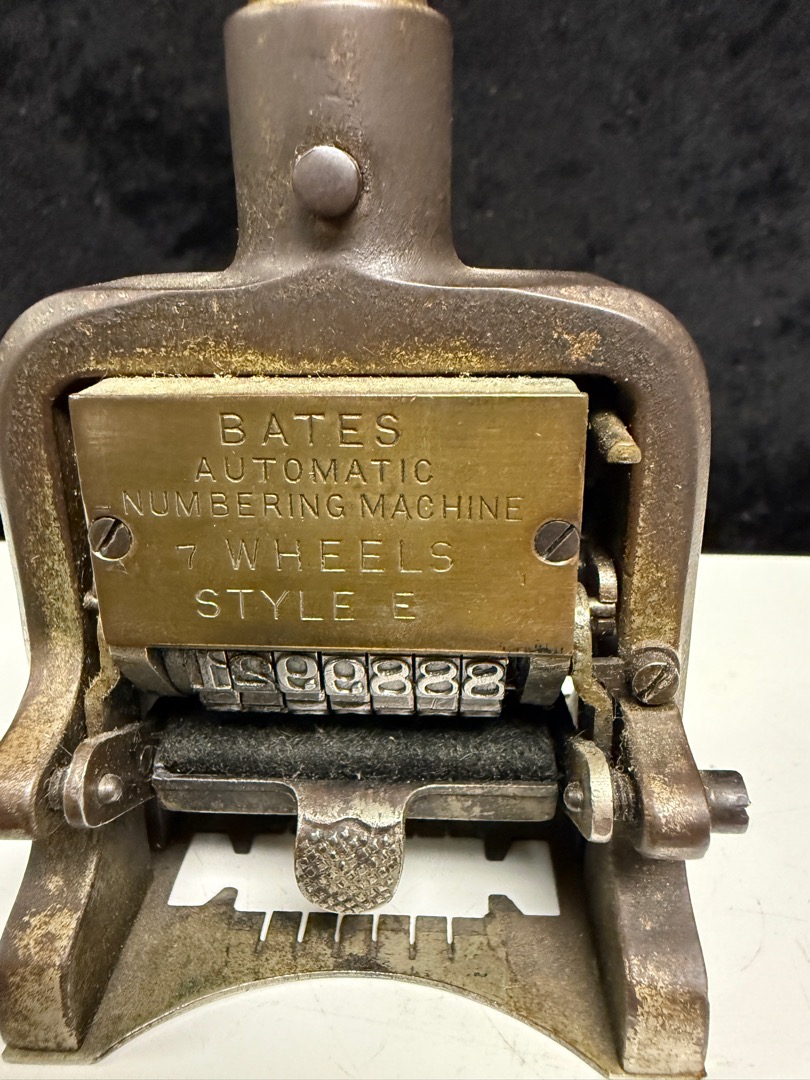 BATES
AUTOMATIC
NUMBERING MACHINE
7 WHEELS
STYLE E